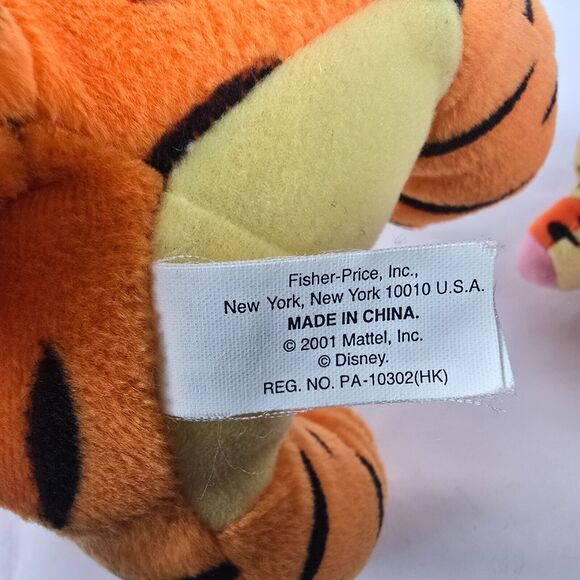 Fisher-Price, Inc.,
New York, New York 10010 U.S.A.
MADE IN CHINA.
© 2001 Mattel, Inc.
© Disney.
REG. NO. PA-10302(HK)